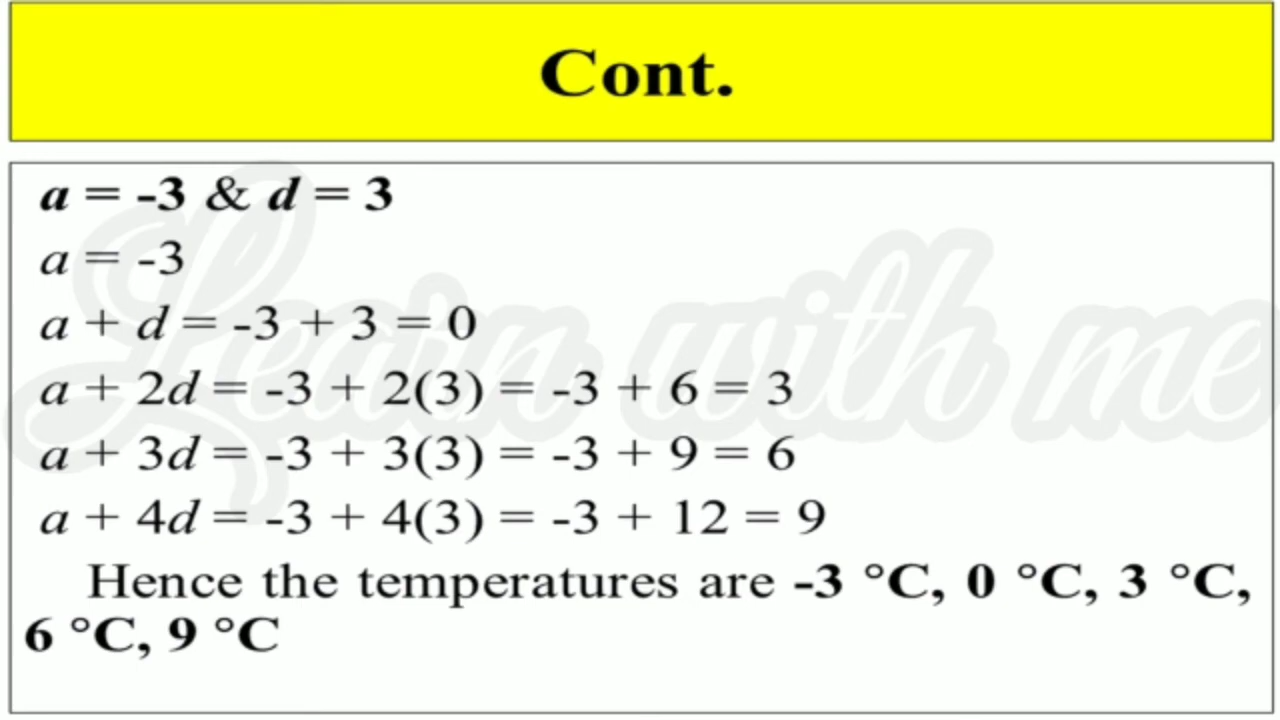 Cont.
a = -3 & d = 3
a = -3
a + d = -3 + 3 = 0
a + 2d = -3 + 2(3) = -3 + 6 = 3
a + 3d = -3 + 3(3) = -3 + 9 = 6
a + 4d = -3 + 4(3) = -3 + 12 = 9
Hence the temperatures are -3 °C, 0 °C, 3 °C,
6 °C, 9 °C
Learn with me